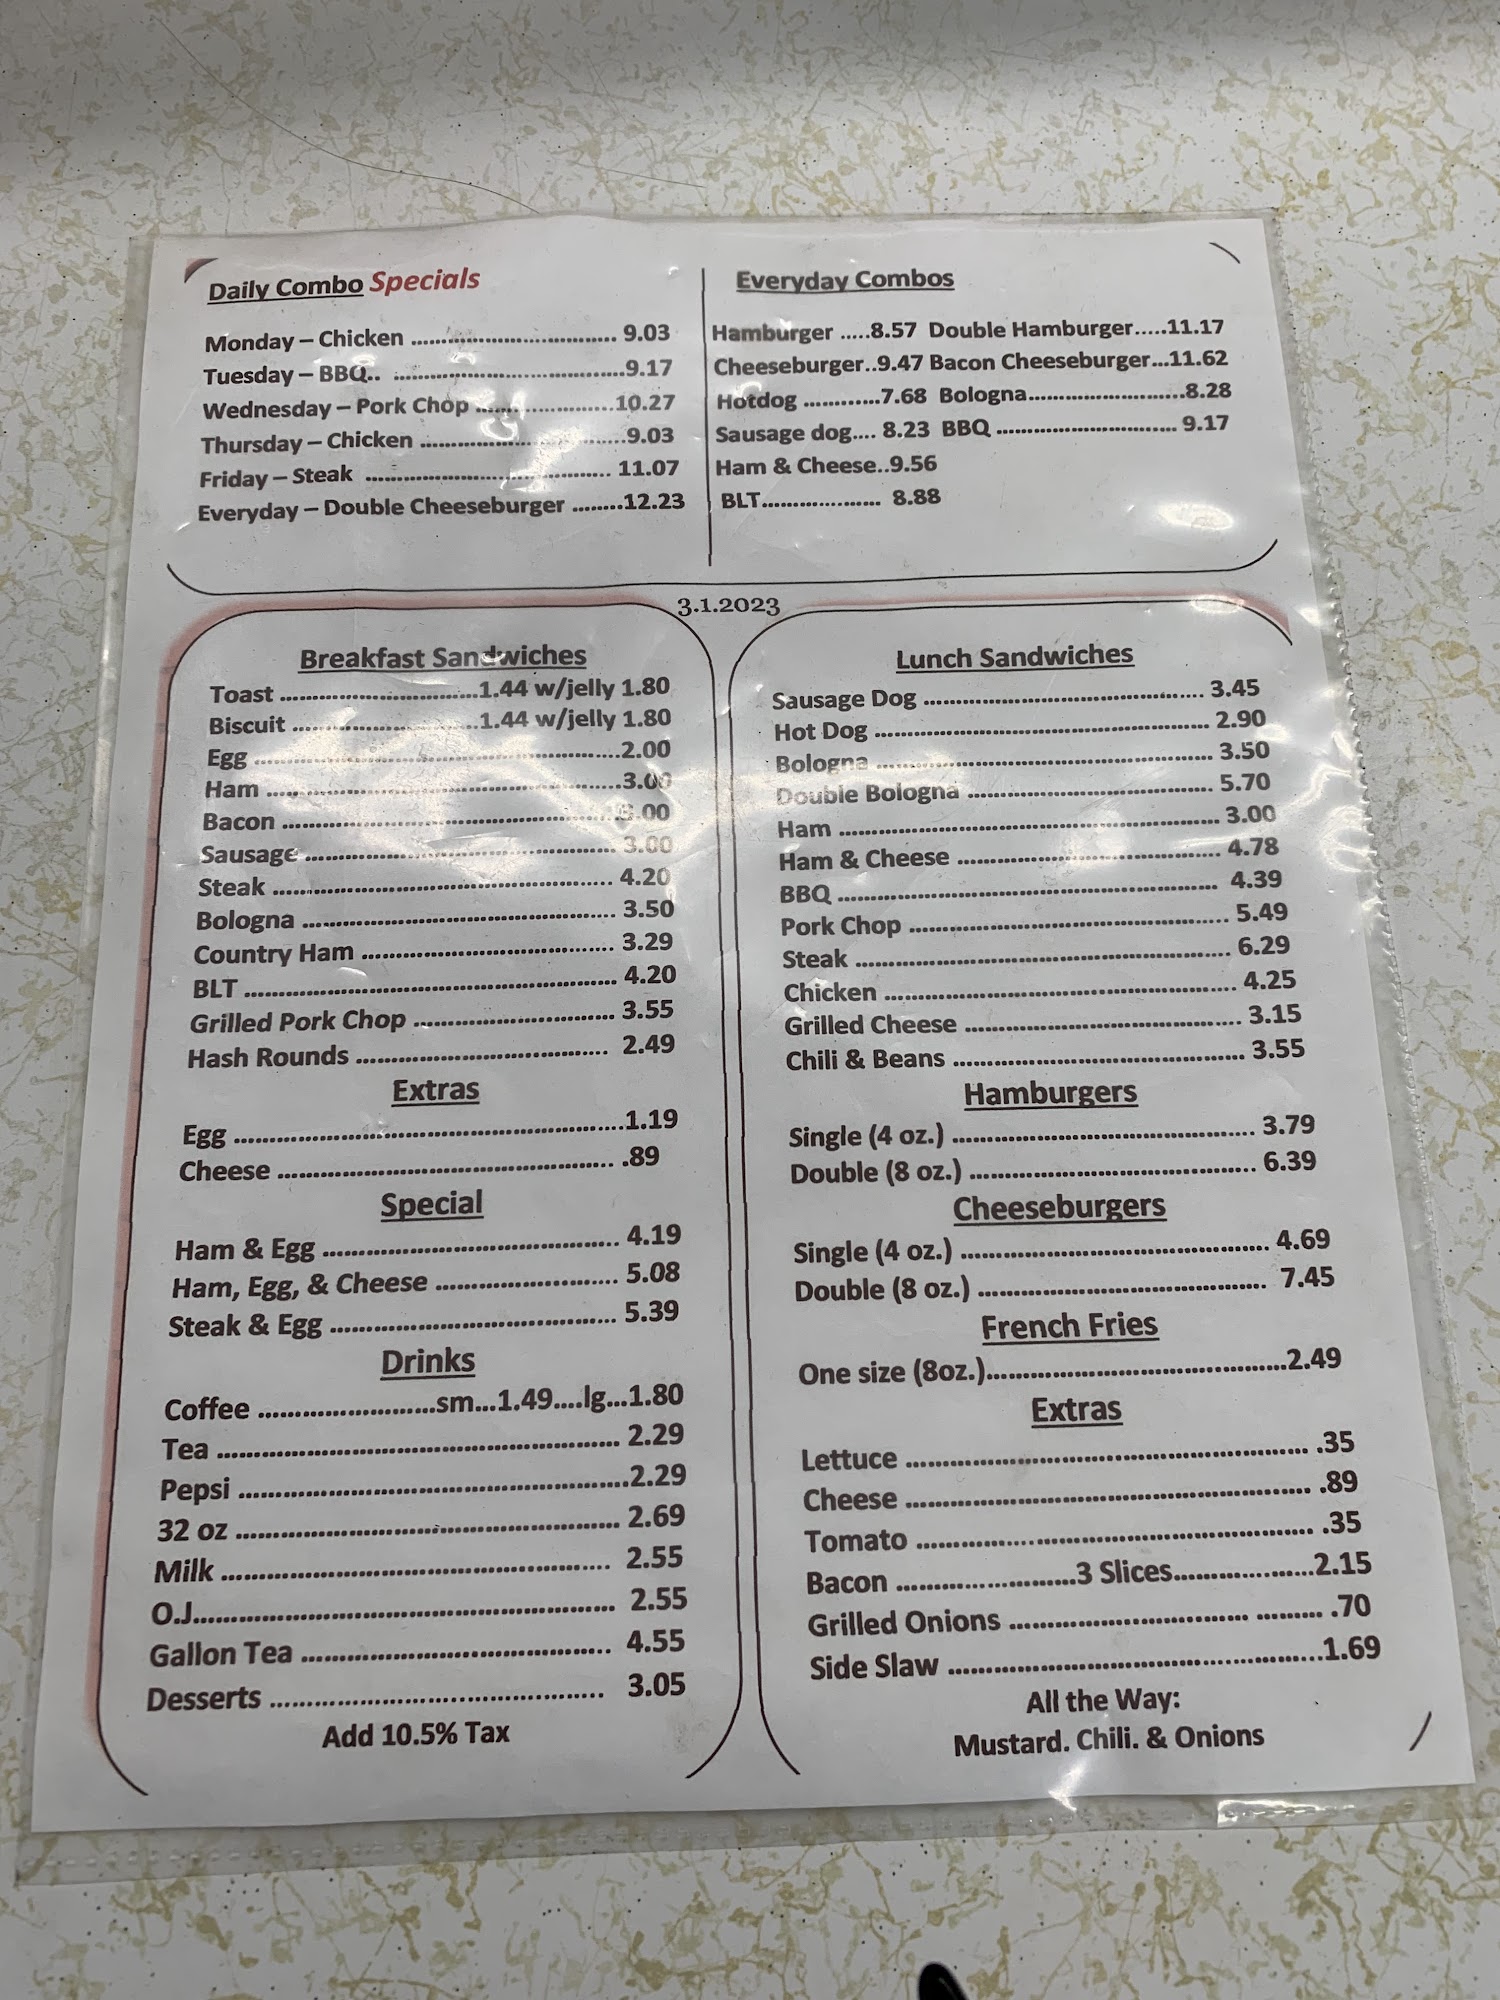 Daily Combo Specials
Monday – Chicken .................................. 9.03
Tuesday – BBQ.. ......................................9.17
Wednesday – Pork Chop .......................10.27
Thursday – Chicken ..................................9.03
Friday – Steak ........................................ 11.07
Everyday – Double Cheeseburger ........12.23
Everyday Combos
Hamburger .....8.57 Double Hamburger.....11.17
Cheeseburger..9.47 Bacon Cheeseburger...11.62
Hotdog ............7.68 Bologna.........................8.28
Sausage dog.... 8.23 BBQ ............................. 9.17
Ham & Cheese..9.56
BLT................... 8.88
3.1.2023
Breakfast Sandwiches
Toast ..............................1.44 w/jelly 1.80
Biscuit ............................1.44 w/jelly 1.80
Egg ......................................................2.00
Ham .....................................................3.00
Bacon ..................................................
Sausage .............................................. 3.00
Steak ................................................... 4.20
Bologna ............................................... 3.50
Country Ham ...................................... 3.29
BLT ....................................................... 4.20
Grilled Pork Chop ............................... 3.55
Hash Rounds ...................................... 2.49
Extras
Egg .......................................................1.19
Cheese ................................................ .89
Special
Ham & Egg .......................................... 4.19
Ham, Egg, & Cheese .......................... 5.08
Steak & Egg ........................................ 5.39
Drinks
Coffee .........................sm...1.49....lg...1.80
Tea ....................................................... 2.29
Pepsi .....................................................2.29
32 oz ..................................................... 2.69
Milk ..................................................... 2.55
O.J........................................................ 2.55
Gallon Tea .......................................... 4.55
Desserts ............................................. 3.05
Add 10.5% Tax
Lunch Sandwiches
Sausage Dog ....................................... 3.45
Hot Dog .............................................. 2.90
Bologna .............................................. 3.50
Double Bologna .................................. 5.70
Ham .................................................... 3.00
Ham & Cheese .................................... 4.78
BBQ .................................................... 4.39
Pork Chop ........................................... 5.49
Steak ................................................... 6.29
Chicken ............................................... 4.25
Grilled Cheese .................................... 3.15
Chili & Beans ...................................... 3.55
Hamburgers
Single (4 oz.) ....................................... 3.79
Double (8 oz.) ..................................... 6.39
Cheeseburgers
Single (4 oz.) ....................................... 4.69
Double (8 oz.) ..................................... 7.45
French Fries
One size (8oz.).......................................2.49
Extras
Lettuce .................................................... .35
Cheese .................................................... .89
Tomato ................................................... .35
Bacon .........................3 Slices...................2.15
Grilled Onions ............................... ......... .70
Side Slaw ................................................1.69
All the Way:
Mustard. Chili. & Onions